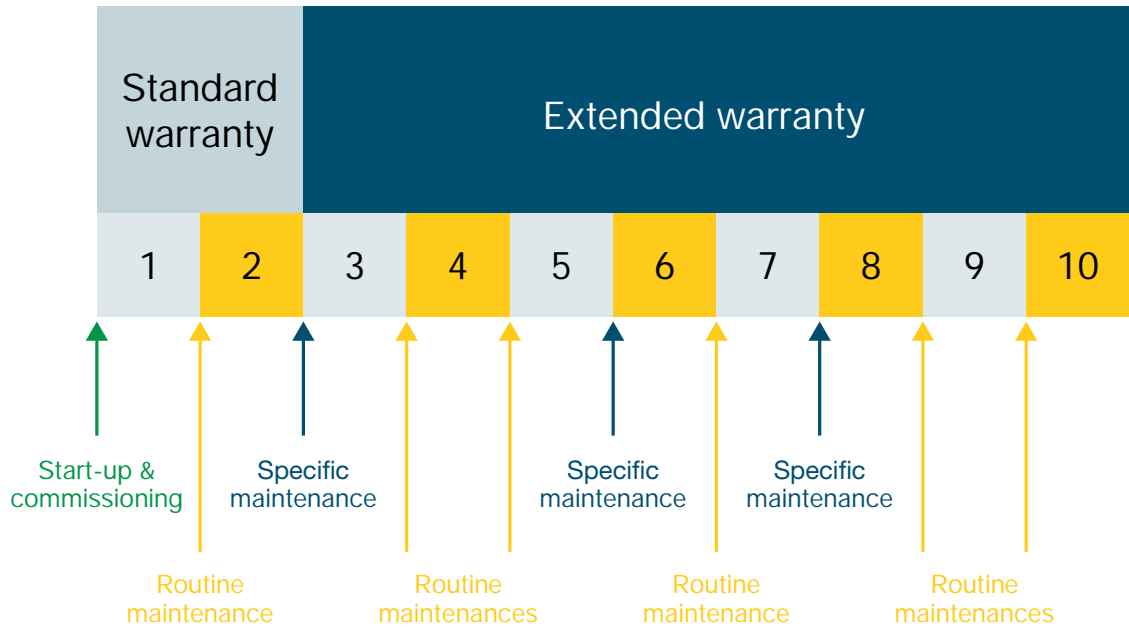 Standard
warranty
Extended warranty
1 2 3 4 5 6 7 8 9 10
Start-up &
commissioning
Specific
maintenance
Specific
maintenance
Specific
maintenance
Routine
maintenance
Routine
maintenances
Routine
maintenance
Routine
maintenances